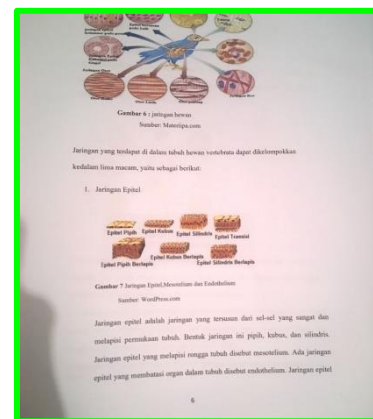 Gambar 6 : jaringan hewan
Sumber: Materiipa.com
Jaringan yang terdapat di dalam tubuh hewan vertebrata dapat dikelompokkan
kedalam lima macam, yaitu sebagai berikut:
1. Jaringan Epitel
Epitel Pipih Epitel Kubus Epitel Silindris Epitel Transisi
Epitel Pipih Berlapis Epitel Kubus Berlapis Epitel Silindris Berlapis
Gambar 7 Jaringan Epitel,Mesotelium dan Endothelium
Sumber: WordPress.com
Jaringan epitel adalah jaringan yang tersusun dari sel-sel yang sangat dan
melapisi permukaan tubuh. Bentuk jaringan ini pipih, kubus, dan silindris.
Jaringan epitel yang melapisi rongga tubuh disebut mesotelium. Ada jaringan
epitel yang membatasi organ dalam tubuh disebut endothelium. Jaringan epitel
6